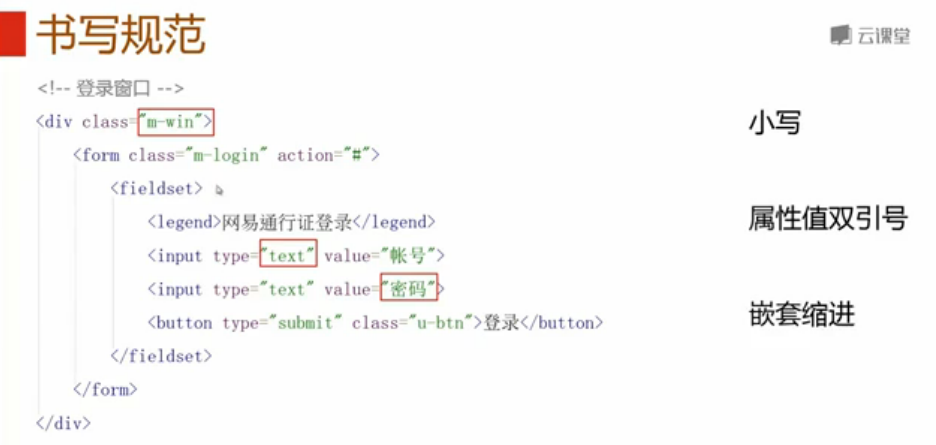 书写规范
云课堂
<!-- 登录窗口 -->
<div class="m-win">
小写
<form class="m-login" action="#">
<fieldset>
<legend>网易通行证登录</legend>
属性值双引号
<input type="text" value="帐号">
<input type="text" value="密码">
<button type="submit" class="u-btn">登录</button>
嵌套缩进
</fieldset>
</form>
</div>